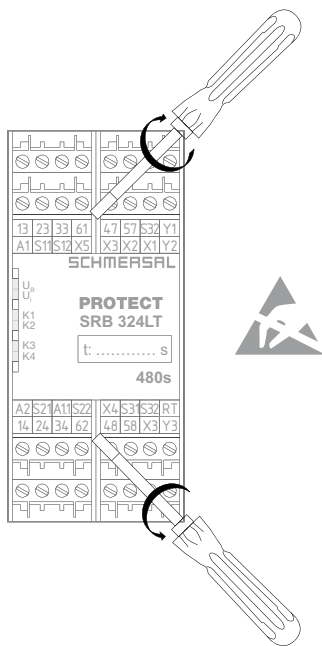 13 23 33 61 47 57 S32 Y1
A1 S11 S12 X5 X3 X2 X1 Y2
SCHMERSAL
UB
Ui
K1
K2
K3
K4
PROTECT
SRB 324LT
t: ............ s
480s
A2 S21 A1.1 S22 X4 S31 S32 RT
14 24 34 62 48 58 X3 Y3